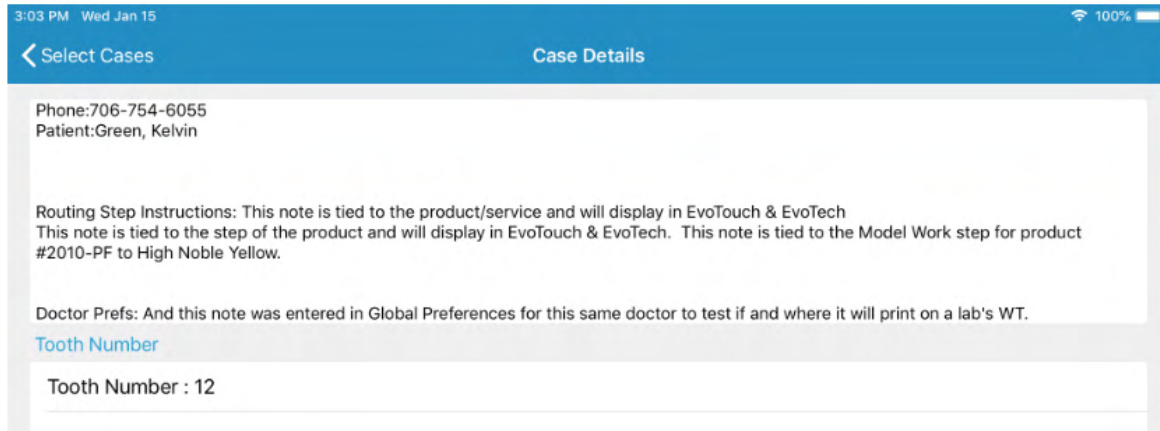 3:03 PM Wed Jan 15
100%
Select Cases
Case Details
Phone:706-754-6055
Patient:Green, Kelvin
Routing Step Instructions: This note is tied to the product/service and will display in EvoTouch & EvoTech
This note is tied to the step of the product and will display in EvoTouch & EvoTech.  This note is tied to the Model Work step for product
#2010-PF to High Noble Yellow.
Doctor Prefs: And this note was entered in Global Preferences for this same doctor to test if and where it will print on a lab's WT.
Tooth Number
Tooth Number : 12